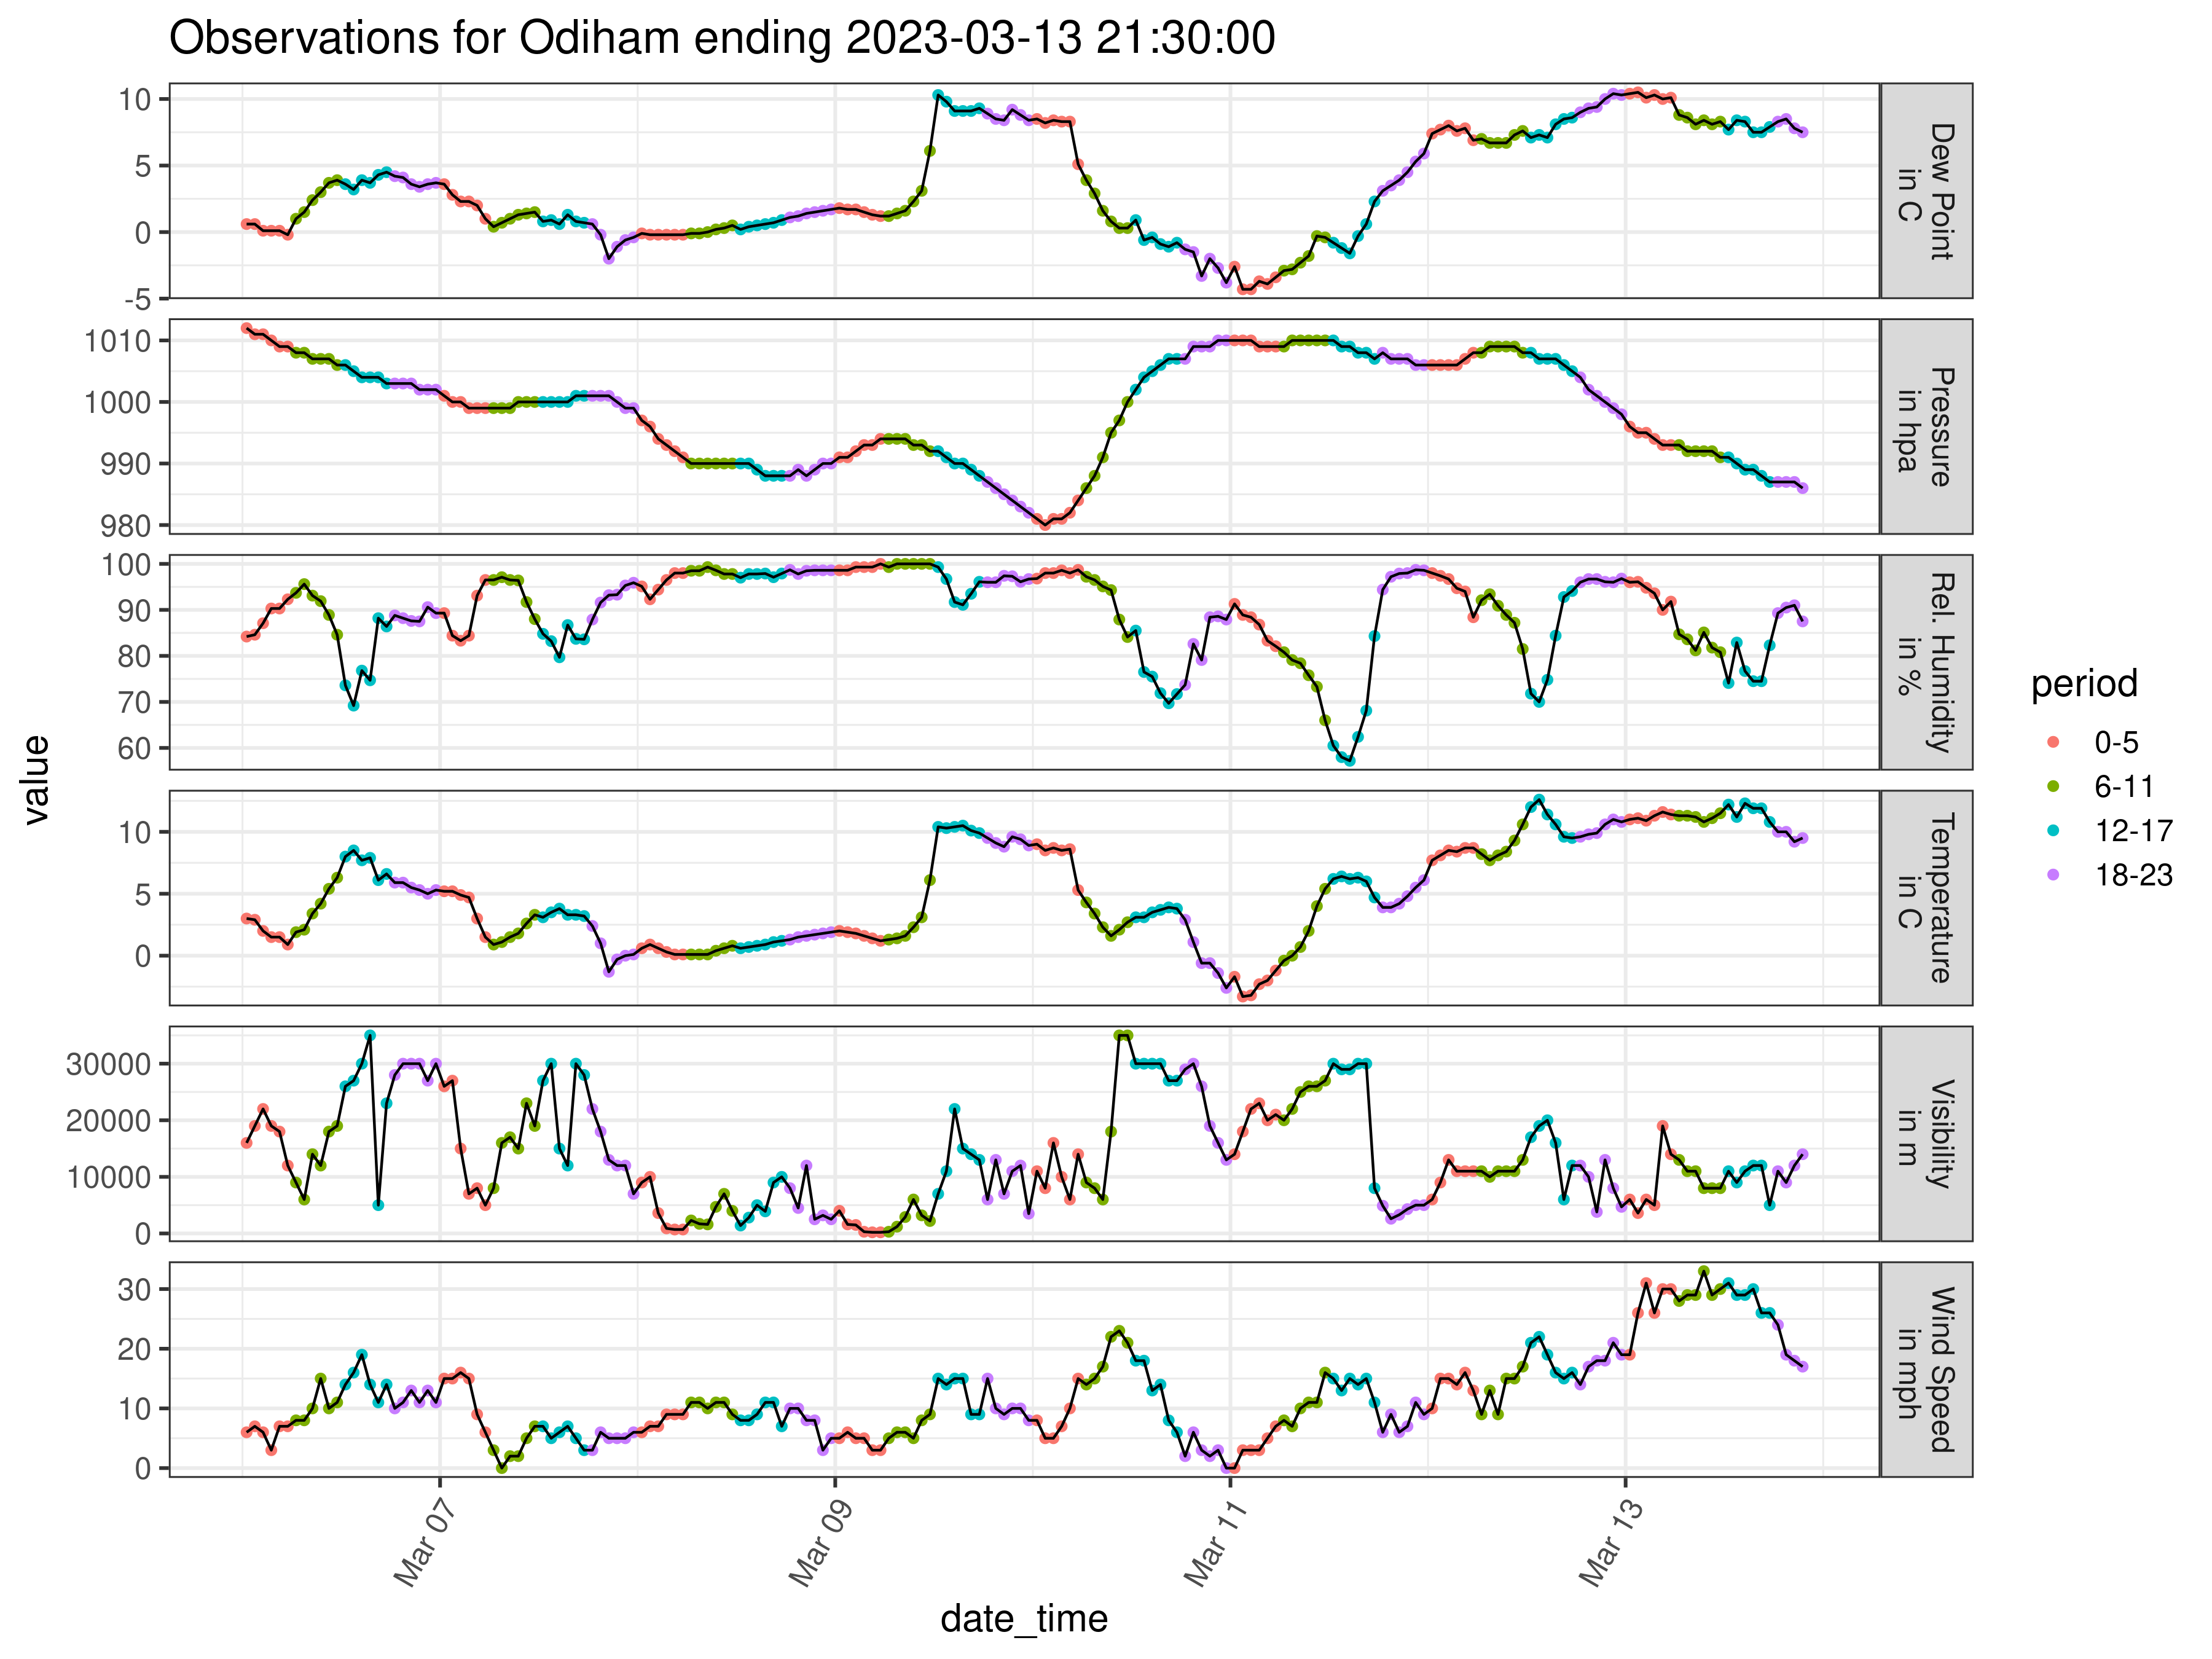 Observations for Odiham ending 2023-03-13 21:30:00
value
10
5
0
-5
Dew Point
in C
1010
1000
990
980
Pressure
in hpa
100
90
80
70
60
Rel. Humidity
in %
10
5
0
Temperature
in C
30000
20000
10000
0
Visibility
in m
30
20
10
0
Wind Speed
in mph
Mar 07
Mar 09
Mar 11
Mar 13
date_time
period
0-5
6-11
12-17
18-23